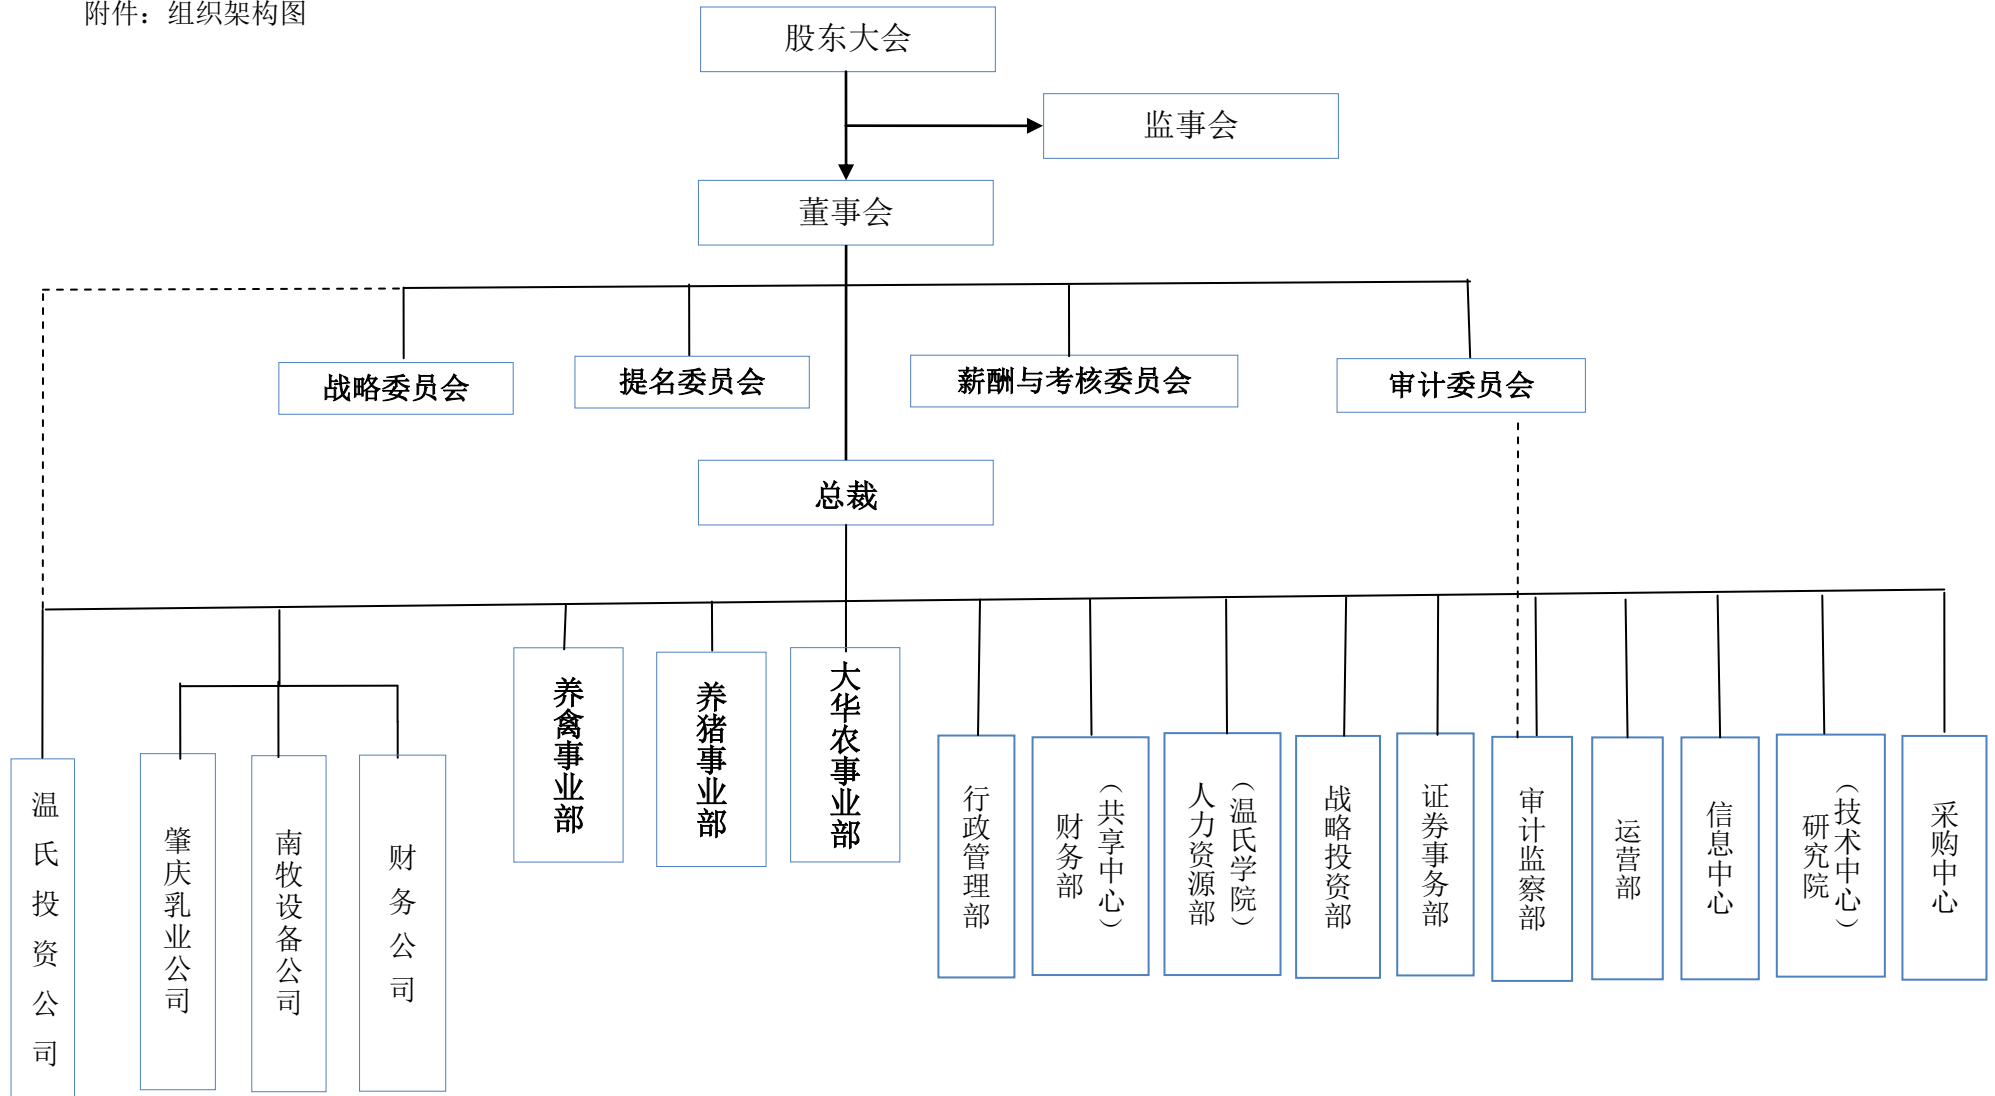 附件：组织架构图
股东大会
监事会
董事会
战略委员会
提名委员会
薪酬与考核委员会
审计委员会
总裁
温氏投资公司
肇庆乳业公司
南牧设备公司
财务公司
养禽事业部
养猪事业部
大华农事业部
行政管理部
财务部
（共享中心）
人力资源部
（温氏学院）
战略投资部
证券事务部
审计监察部
运营部
信息中心
研究院
（技术中心）
采购中心